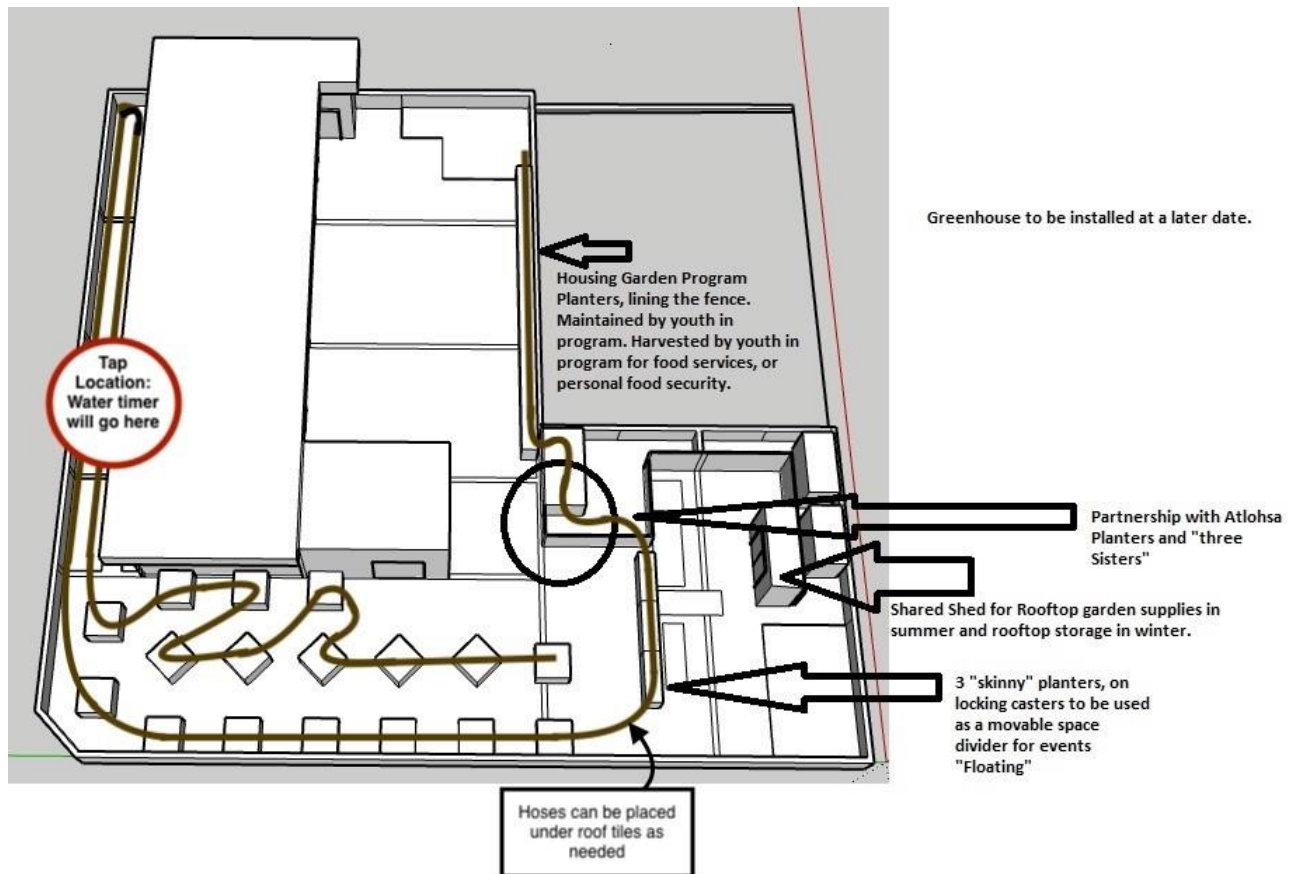 Greenhouse to be installed at a later date.
Housing Garden Program
Planters, lining the fence.
Maintained by youth in
program. Harvested by youth in
program for food services, or
personal food security.
Tap
Location:
Water timer
will go here
Partnership with Atlohsa
Planters and "three
Sisters"
Shared Shed for Rooftop garden supplies in
summer and rooftop storage in winter.
3 "skinny" planters, on
locking casters to be used
as a movable space
divider for events
"Floating"
Hoses can be placed
under roof tiles as
needed